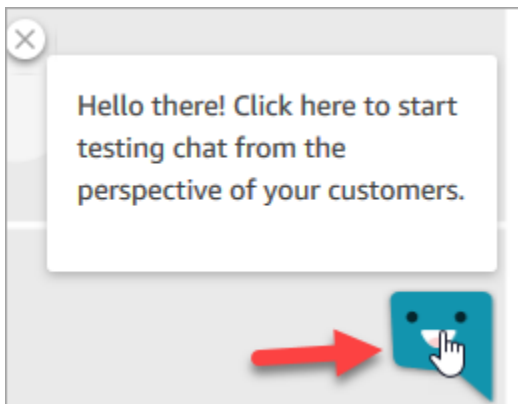 Hello there! Click here to start
testing chat from the
perspective of your customers.